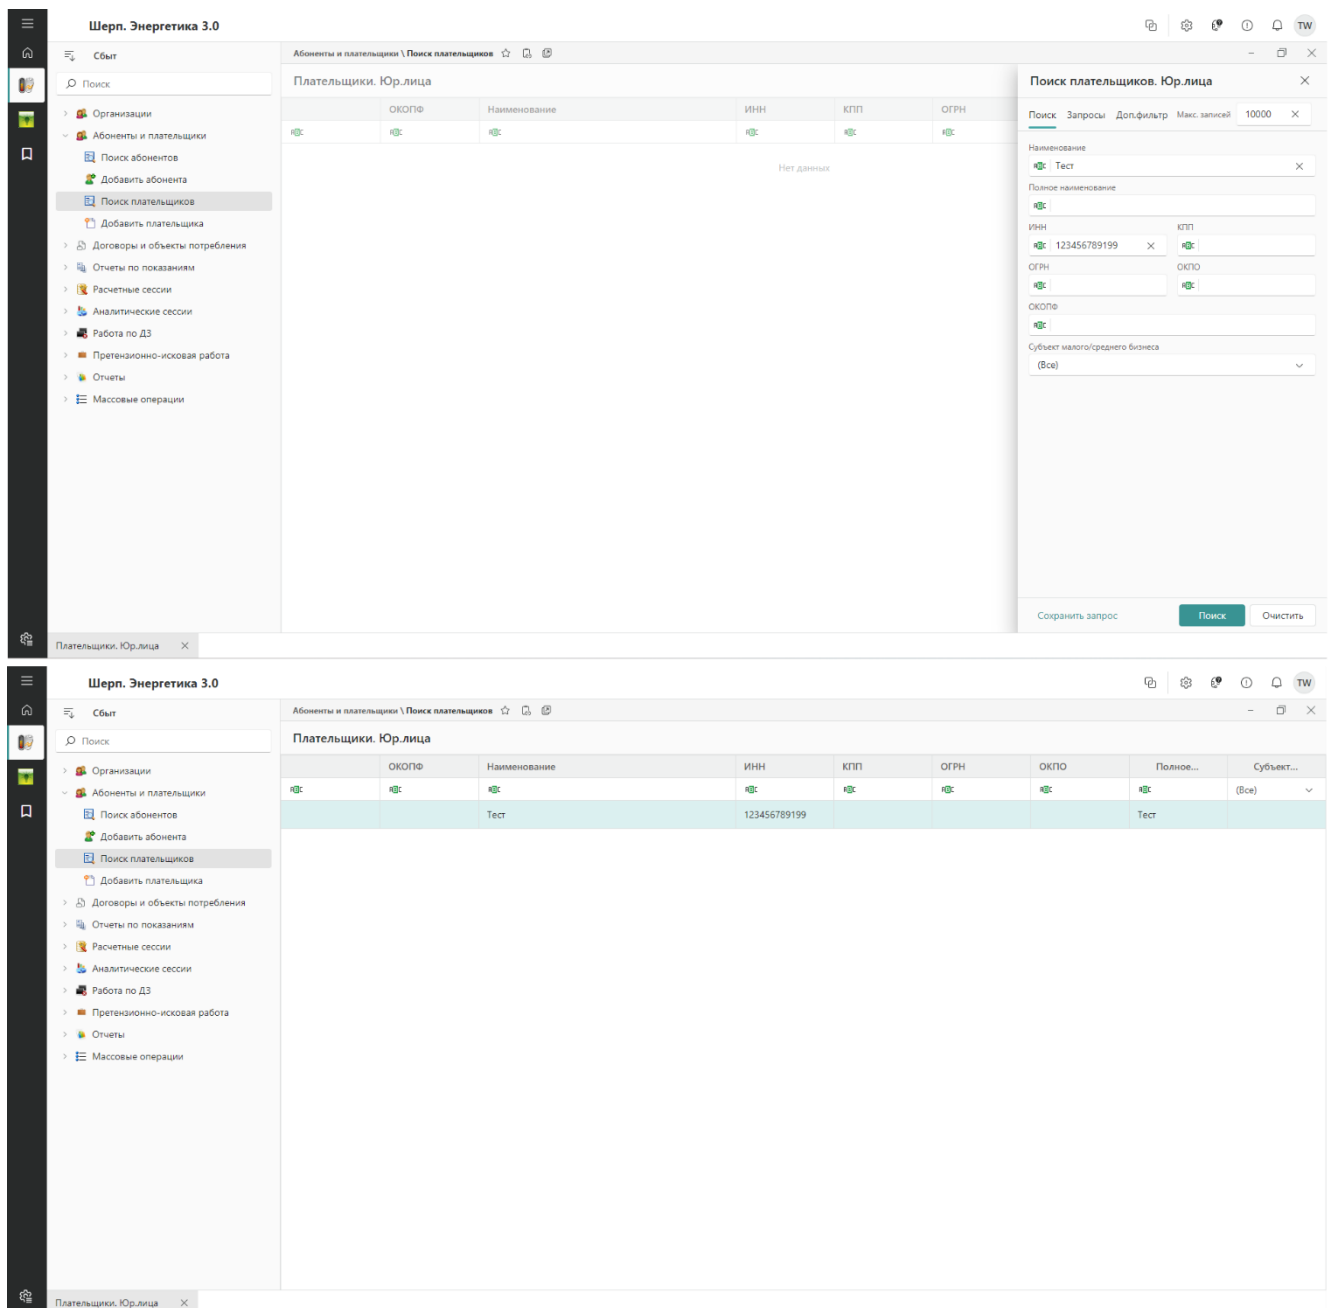 Шерп. Энергетика 3.0
TW
Сбыт
Абоненты и плательщики \ Поиск плательщиков
Поиск
Организации
Абоненты и плательщики
Поиск абонентов
Добавить абонента
Поиск плательщиков
Добавить плательщика
Договоры и объекты потребления
Отчеты по показаниям
Расчетные сессии
Аналитические сессии
Работа по ДЗ
Претензионно-исковая работа
Отчеты
Массовые операции
Плательщики. Юр.лица
ОКОПФ Наименование ИНН КПП ОГРН
Нет данных
Поиск плательщиков. Юр.лица
Поиск Запросы Доп.фильтр Макс. записей 10000
Наименование
Тест
Полное наименование
ИНН КПП
123456789199
ОГРН ОКПО
ОКОПФ
Субъект малого/среднего бизнеса
(Все)
Сохранить запрос Поиск Очистить
Плательщики. Юр.лица
Шерп. Энергетика 3.0
TW
Сбыт
Абоненты и плательщики \ Поиск плательщиков
Поиск
Организации
Абоненты и плательщики
Поиск абонентов
Добавить абонента
Поиск плательщиков
Добавить плательщика
Договоры и объекты потребления
Отчеты по показаниям
Расчетные сессии
Аналитические сессии
Работа по ДЗ
Претензионно-исковая работа
Отчеты
Массовые операции
Плательщики. Юр.лица
ОКОПФ Наименование ИНН КПП ОГРН ОКПО Полное... Субъект...
(Все)
Тест 123456789199 Тест
Плательщики. Юр.лица